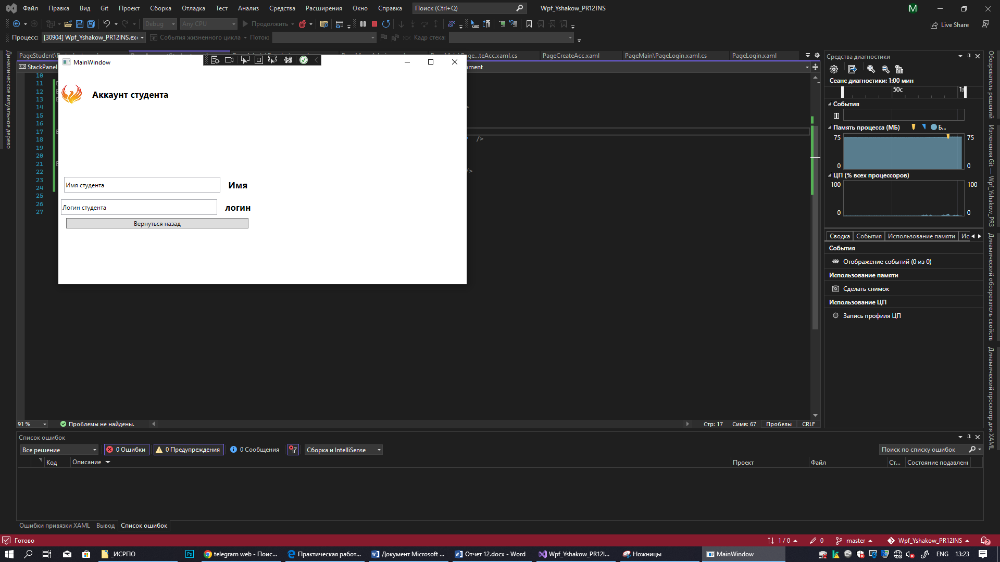 Файл Правка Вид Git Проект Сборка Отладка Тест Анализ Средства Расширения Окно Справка Поиск (Ctrl+Q) Wpf_Yshakow_PR12INS M
Debug Any CPU Продолжить Live Share
Процесс: [30904] Wpf_Yshakow_PR12INS.exe События жизненного цикла Поток: Кадр стека:
PageStudent\ PageCreateAcc.xaml PageMain\PageLogin.xaml.cs PageLogin.xaml
StackPanel
MainWindow
Аккаунт студента
Имя студента Имя
Логин студента логин
Вернуться назад
10
11
12
13
14
15
16
17
18 " />
19
20
21
22 />
23
24
25
26
27
91 % Проблемы не найдены. Стр: 17 Симв: 67 Пробелы CRLF
Динамическое визуальное дерево
Средства диагностики
Сеанс диагностики: 1:00 мин
50с
События
Память процесса (МБ) Б...
75 75
0 0
ЦП (% всех процессоров)
100 100
0 0
Сводка События Использование памяти Ис
События
Отображение событий (0 из 0)
Использование памяти
Сделать снимок
Использование ЦП
Запись профиля ЦП
Обозреватель решений
Изменения Git — Wpf_Yshakow_PR3
Динамический обозреватель свойств
Динамический просмотр для XAML
Список ошибок
Все решение 0 Ошибки 0 Предупреждения 0 Сообщения Сборка и IntelliSense Поиск по списку ошибок
Код Описание Проект Файл Ст... Состояние подавлени
Ошибки привязки XAML Вывод Список ошибок
Готово 1 / 0 0 master Wpf_Yshakow_PR12INS 2
_ИСРПО Ps telegram web - Поис... Практическая работ... Документ Microsoft ... Отчет 12.docx - Word Wpf_Yshakow_PR12I... Ножницы MainWindow ENG 13:23